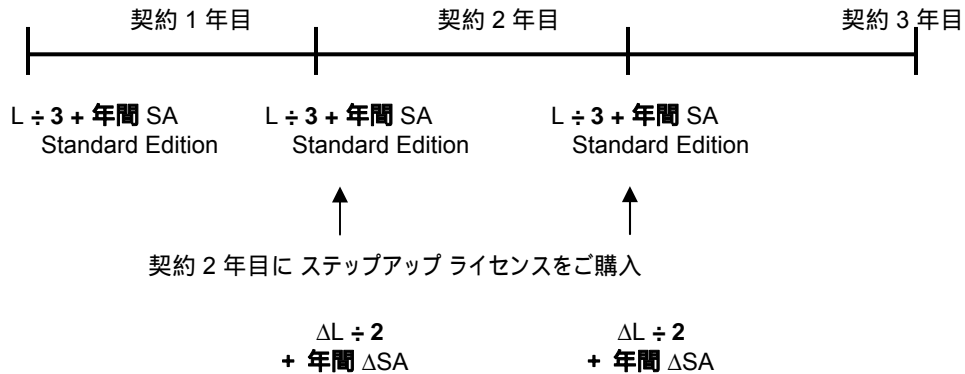 契約 1 年目 契約 2 年目 契約 3 年目
L ÷ 3 + 年間 SA L ÷ 3 + 年間 SA L ÷ 3 + 年間 SA
Standard Edition Standard Edition Standard Edition
契約 2 年目に ステップアップ ライセンスをご購入
ΔL ÷ 2 ΔL ÷ 2
+ 年間 ΔSA + 年間 ΔSA